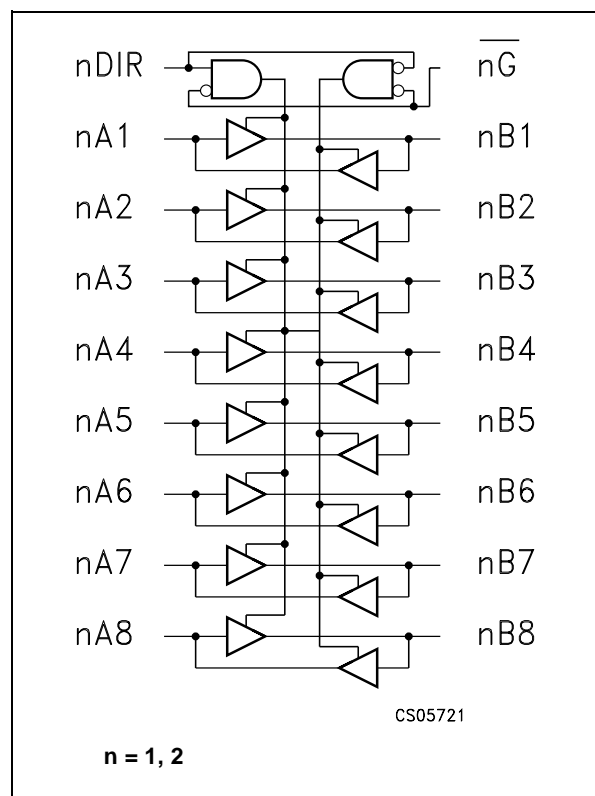 nDIR n̅G̅
nA1 nB1
nA2 nB2
nA3 nB3
nA4 nB4
nA5 nB5
nA6 nB6
nA7 nB7
nA8 nB8
CS05721
n = 1, 2